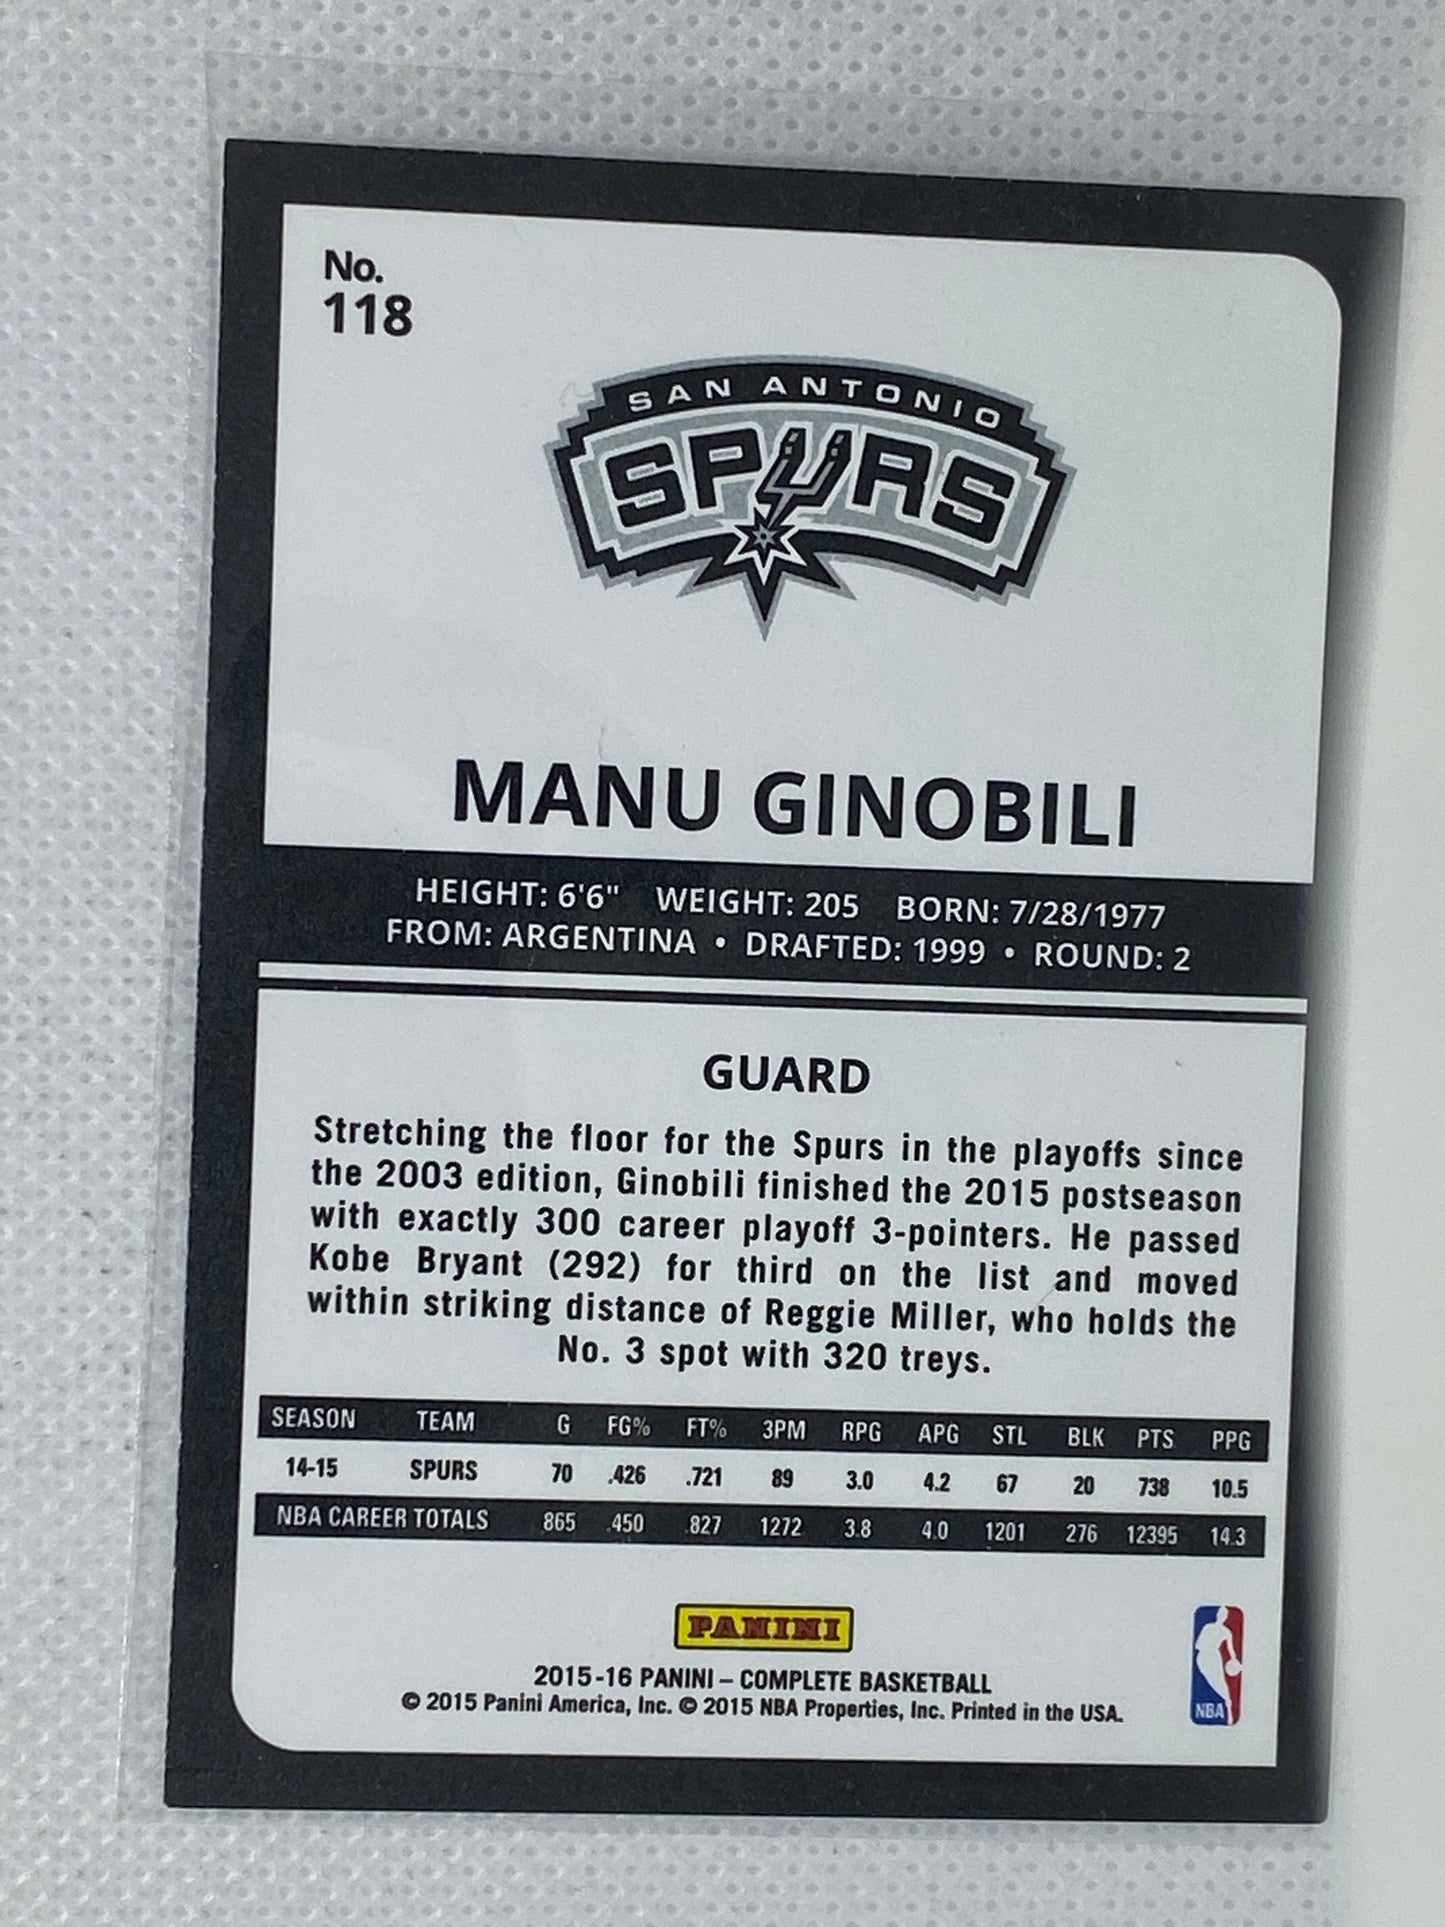 No.
118
SAN ANTONIO
SPURS
MANU GINOBILI
HEIGHT: 6'6" WEIGHT: 205 BORN: 7/28/1977
FROM: ARGENTINA • DRAFTED: 1999 • ROUND: 2
GUARD
Stretching the floor for the Spurs in the playoffs since
the 2003 edition, Ginobili finished the 2015 postseason
with exactly 300 career playoff 3-pointers. He passed
Kobe Bryant (292) for third on the list and moved
within striking distance of Reggie Miller, who holds the
No. 3 spot with 320 treys.
SEASON TEAM G FG% FT% 3PM RPG APG STL BLK PTS PPG
14-15 SPURS 70 .426 .721 89 3.0 4.2 67 20 738 10.5
NBA CAREER TOTALS 865 .450 .827 1272 3.8 4.0 1201 276 12395 14.3
PANINI
2015-16 PANINI – COMPLETE BASKETBALL
© 2015 Panini America, Inc. © 2015 NBA Properties, Inc. Printed in the USA.
NBA